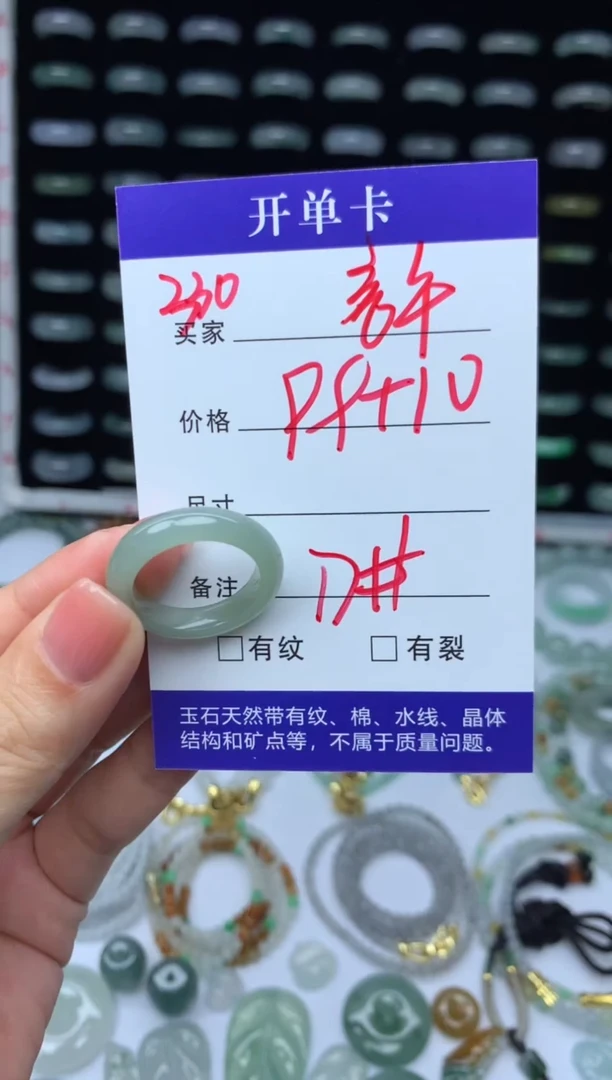 开单卡
230
买家
价格 PP+10
尺寸
备注 17#
□有纹 □有裂
玉石天然带有纹、棉、水线、晶体
结构和矿点等，不属于质量问题。